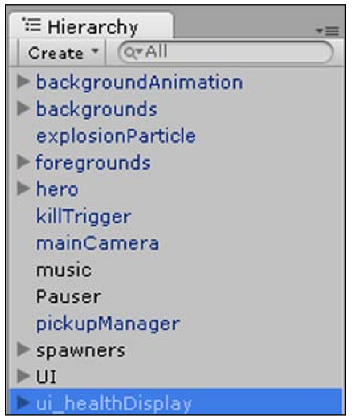 Hierarchy
Create All
backgroundAnimation
backgrounds
explosionParticle
foregrounds
hero
killTrigger
mainCamera
music
Pauser
pickupManager
spawners
UI
ui_healthDisplay